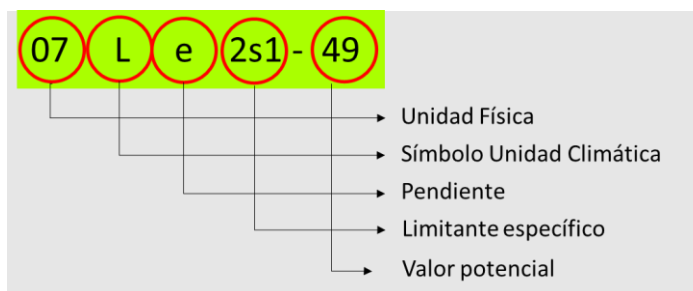 07 L e 2s1 - 49
Unidad Física
Símbolo Unidad Climática
Pendiente
Limitante específico
Valor potencial